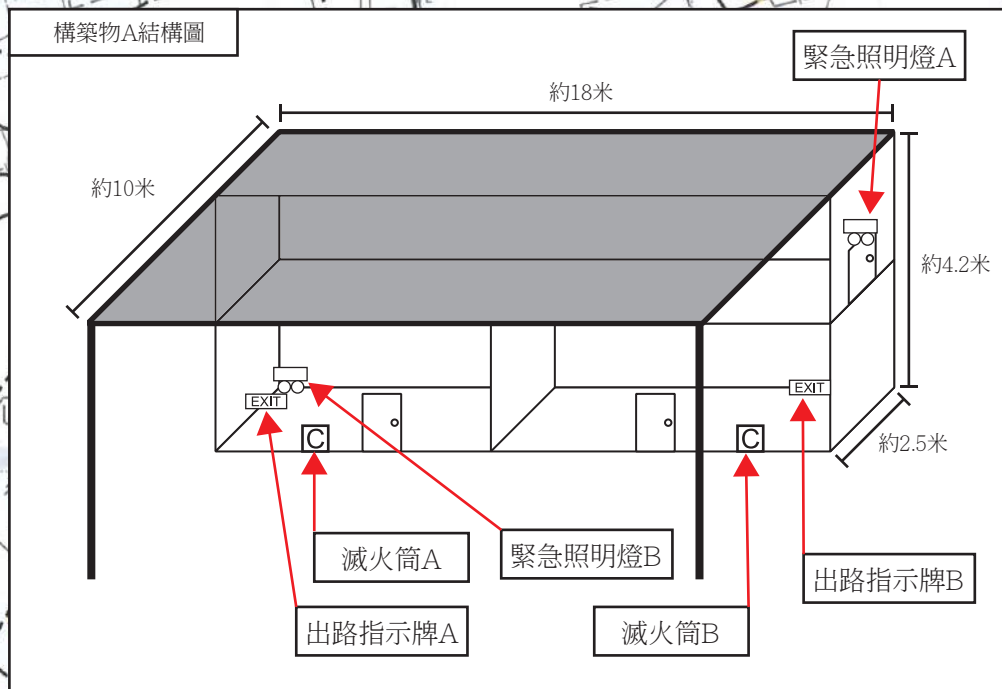 構築物A結構圖
緊急照明燈A
約18米
約10米
約4.2米
EXIT
EXIT
C
C
約2.5米
滅火筒A
緊急照明燈B
出路指示牌B
出路指示牌A
滅火筒B